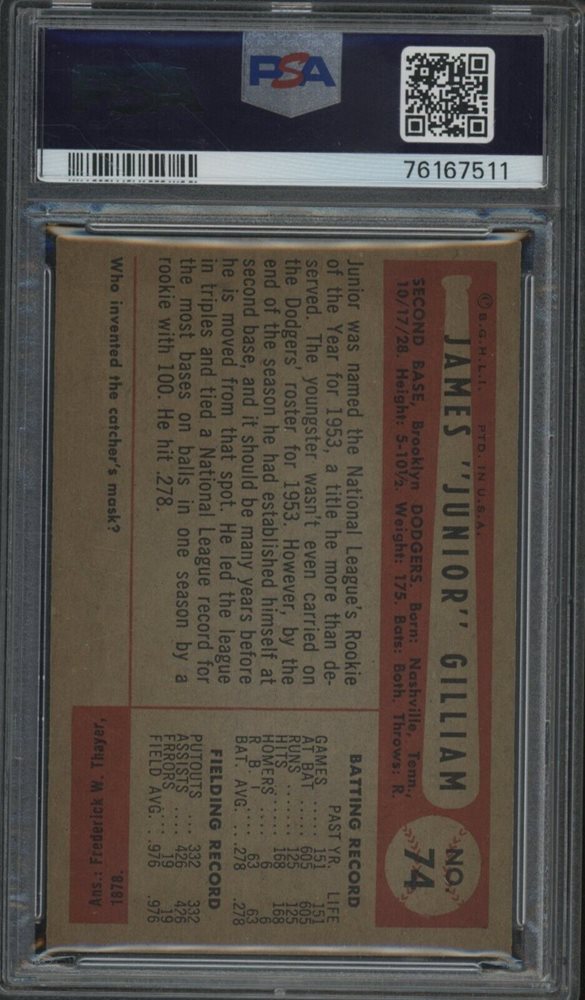 PSA
76167511
© B.G.H.L.I. PTD. IN U.S.A.
JAMES "JUNIOR" GILLIAM
NO.
74
SECOND BASE, Brooklyn DODGERS. Born: Nashville, Tenn.,
10/17/28. Height: 5-10½. Weight: 175. Bats: Both. Throws: R.
Junior was named the National League's Rookie
of the Year for 1953, a title he more than de-
served. The youngster wasn't even carried on
the Dodgers' roster for 1953. However, by the
end of the season he had established himself at
second base, and it should be many years before
he is moved from that spot. He led the league
in triples and tied a National League record for
the most bases on balls in one season by a
rookie with 100. He hit .278.
BATTING RECORD
PAST YR. LIFE
GAMES ..... 151 151
AT BAT .... 605 605
RUNS ...... 125 125
HITS ...... 168 168
HOMERS .... 6 6
R B I ..... 63 63
BAT. AVG. .. .278 .278
FIELDING RECORD
PUTOUTS ... 332 332
ASSISTS ... 426 426
ERRORS .... 19 19
FIELD AVG. .. .976 .976
Who invented the catcher's mask?
Ans: Frederick W. Thayer,
1878.